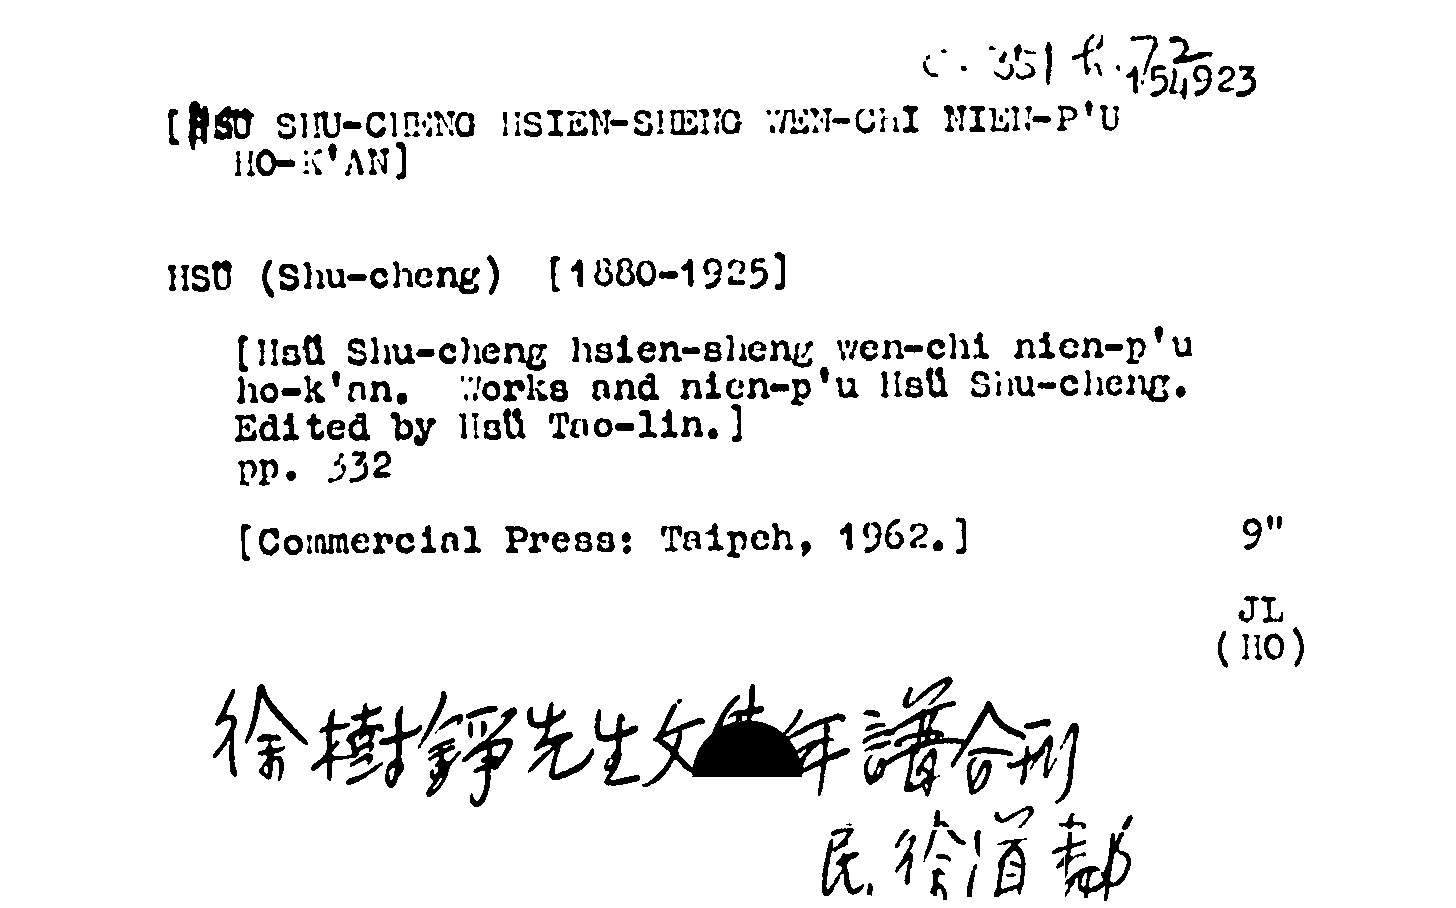 C. 351 h. 72
154923
[HSÜ SHU-CHENG HSIEN-SHENG WEN-CHI NIEN-P'U
HO-K'AN]
HSÜ (Shu-cheng) [1880-1925]
[Hsü Shu-cheng hsien-sheng wen-chi nien-p'u
ho-k'an. Works and nien-p'u Hsü Shu-cheng.
Edited by Hsü Tao-lin.]
pp. 332
[Commercial Press: Taipeh, 1962.] 9"
JL
(HO)
徐樹錚先生文 年譜合刊
民. 徐道鄰